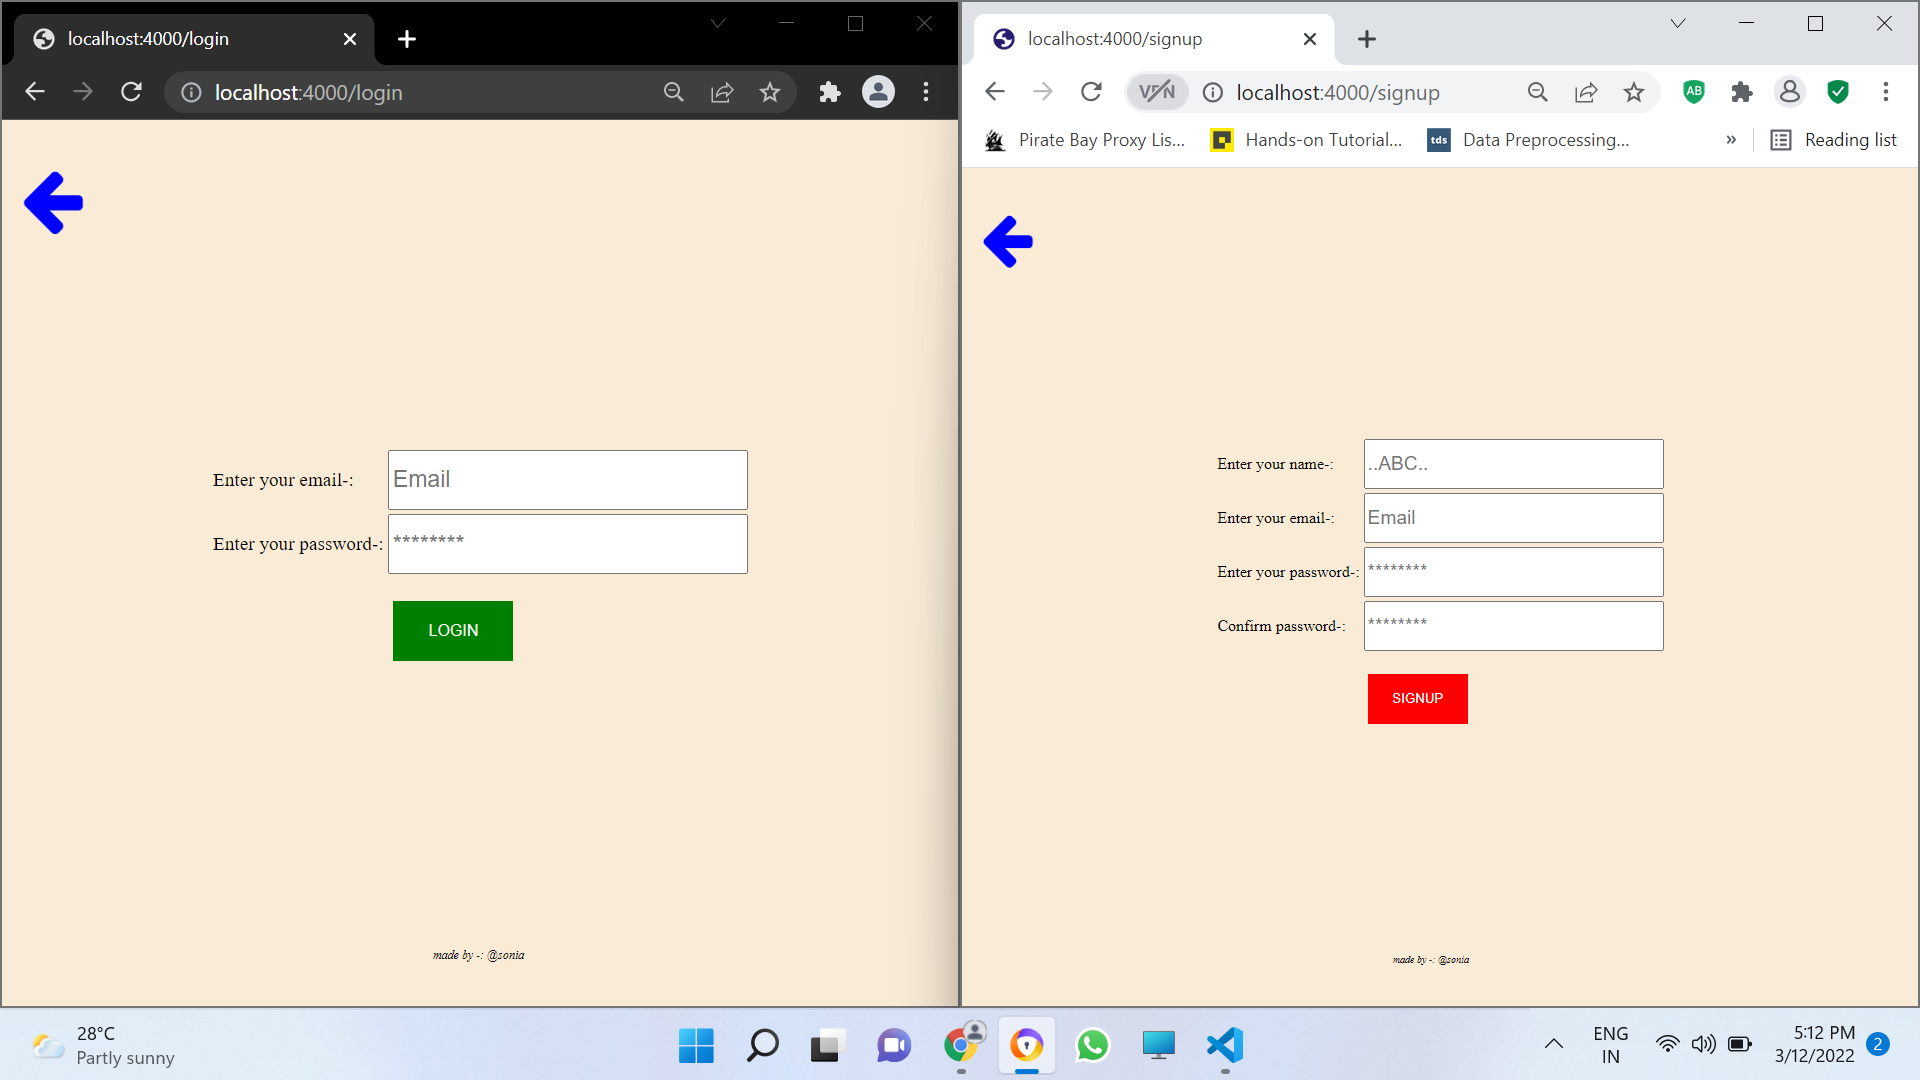 localhost:4000/login
localhost:4000/login
Enter your email-:
Email
Enter your password-:
********
LOGIN
made by -: @sonia
localhost:4000/signup
VPN
localhost:4000/signup
AB
Pirate Bay Proxy Lis...
Hands-on Tutorial...
tds
Data Preprocessing...
»
Reading list
Enter your name-:
..ABC..
Enter your email-:
Email
Enter your password-:
********
Confirm password-:
********
SIGNUP
made by -: @sonia
28°C
Partly sunny
ENG
IN
5:12 PM
3/12/2022
2